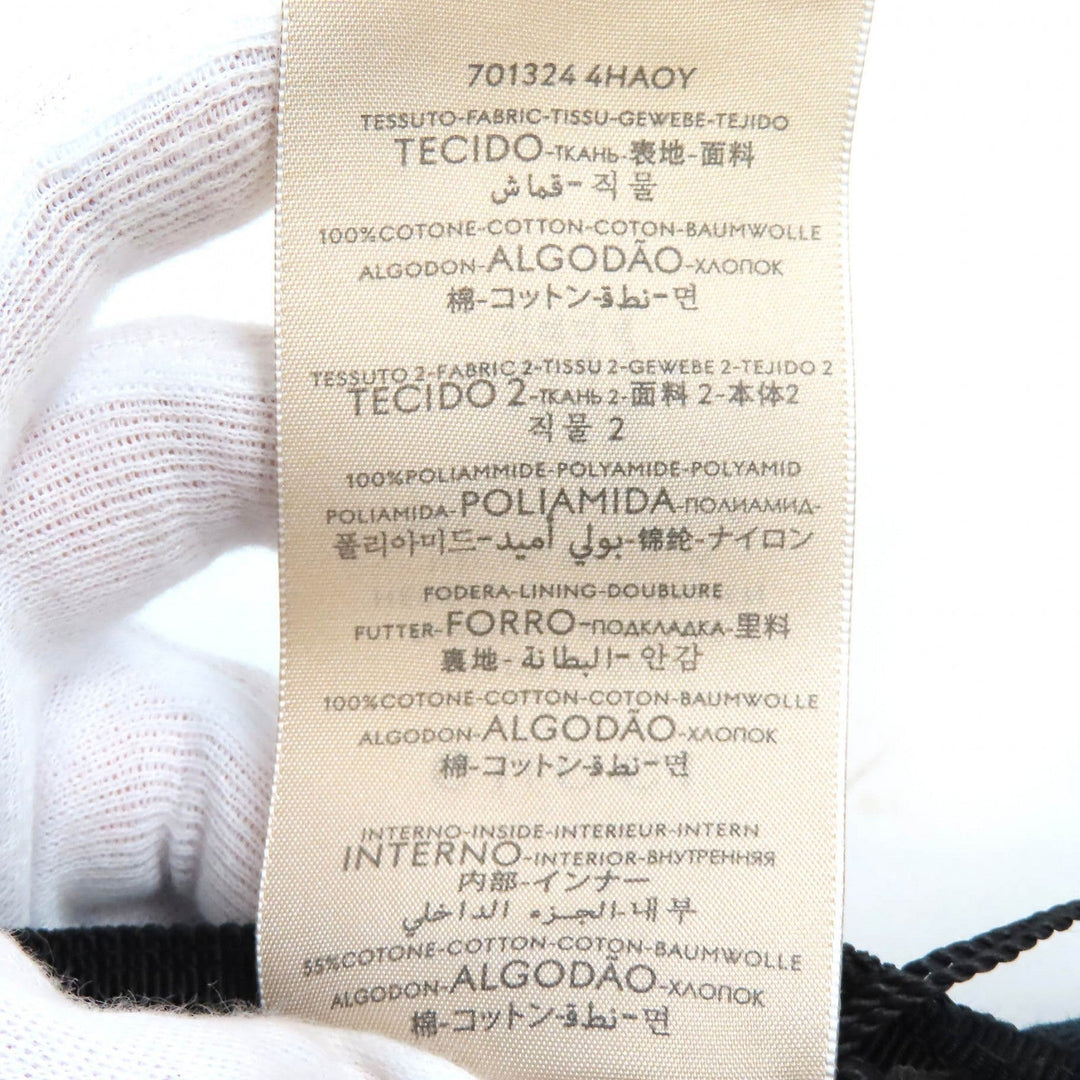 701324 4HAOY
TESSUTO-FABRIC-TISSU-GEWEBE-TEJIDO
TECIDO-ТКАНЬ-表地-面料
قماش-직물
100%COTONE-COTTON-COTON-BAUMWOLLE
ALGODON-ALGODÃO-ХЛОПОК
棉-コットン-نطق-면
TESSUTO 2-FABRIC 2-TISSU 2-GEWEBE 2-TEJIDO 2
TECIDO 2-ТКАНЬ 2-面料 2-本体2
직물 2
100%POLIAMMIDE-POLYAMIDE-POLYAMID
POLIAMIDA-POLIAMIDA-ПОЛИАМИД-
폴리아미드-بولي أميد-锦纶-ナイロン
FODERA-LINING-DOUBLURE
FUTTER-FORRO-ПОДКЛАДКА-里料
裏地-البطانة-안감
100%COTONE-COTTON-COTON-BAUMWOLLE
ALGODON-ALGODÃO-ХЛОПОК
棉-コットン-نطق-면
INTERNO-INSIDE-INTERIEUR-INTERN
INTERNO-INTERIOR-ВНУТРЕННЯЯ
内部-インナー
الجزء الداخلي-내부
55%COTONE-COTTON-COTON-BAUMWOLLE
ALGODON-ALGODÃO-ХЛОПОК
棉-コットン-نطق-면